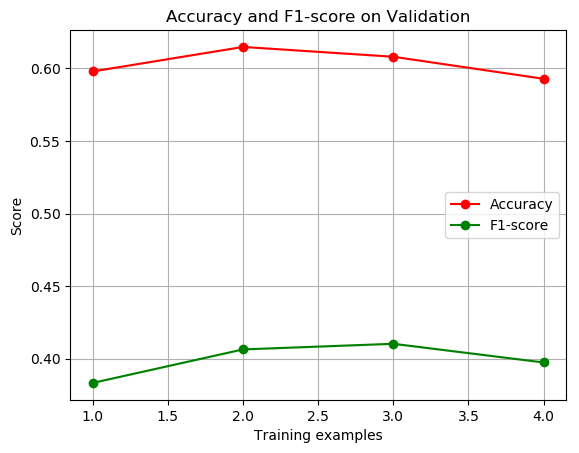 Accuracy and F1-score on Validation
0.60
0.55
0.50
0.45
0.40
Score
Accuracy
F1-score
1.0 1.5 2.0 2.5 3.0 3.5 4.0
Training examples